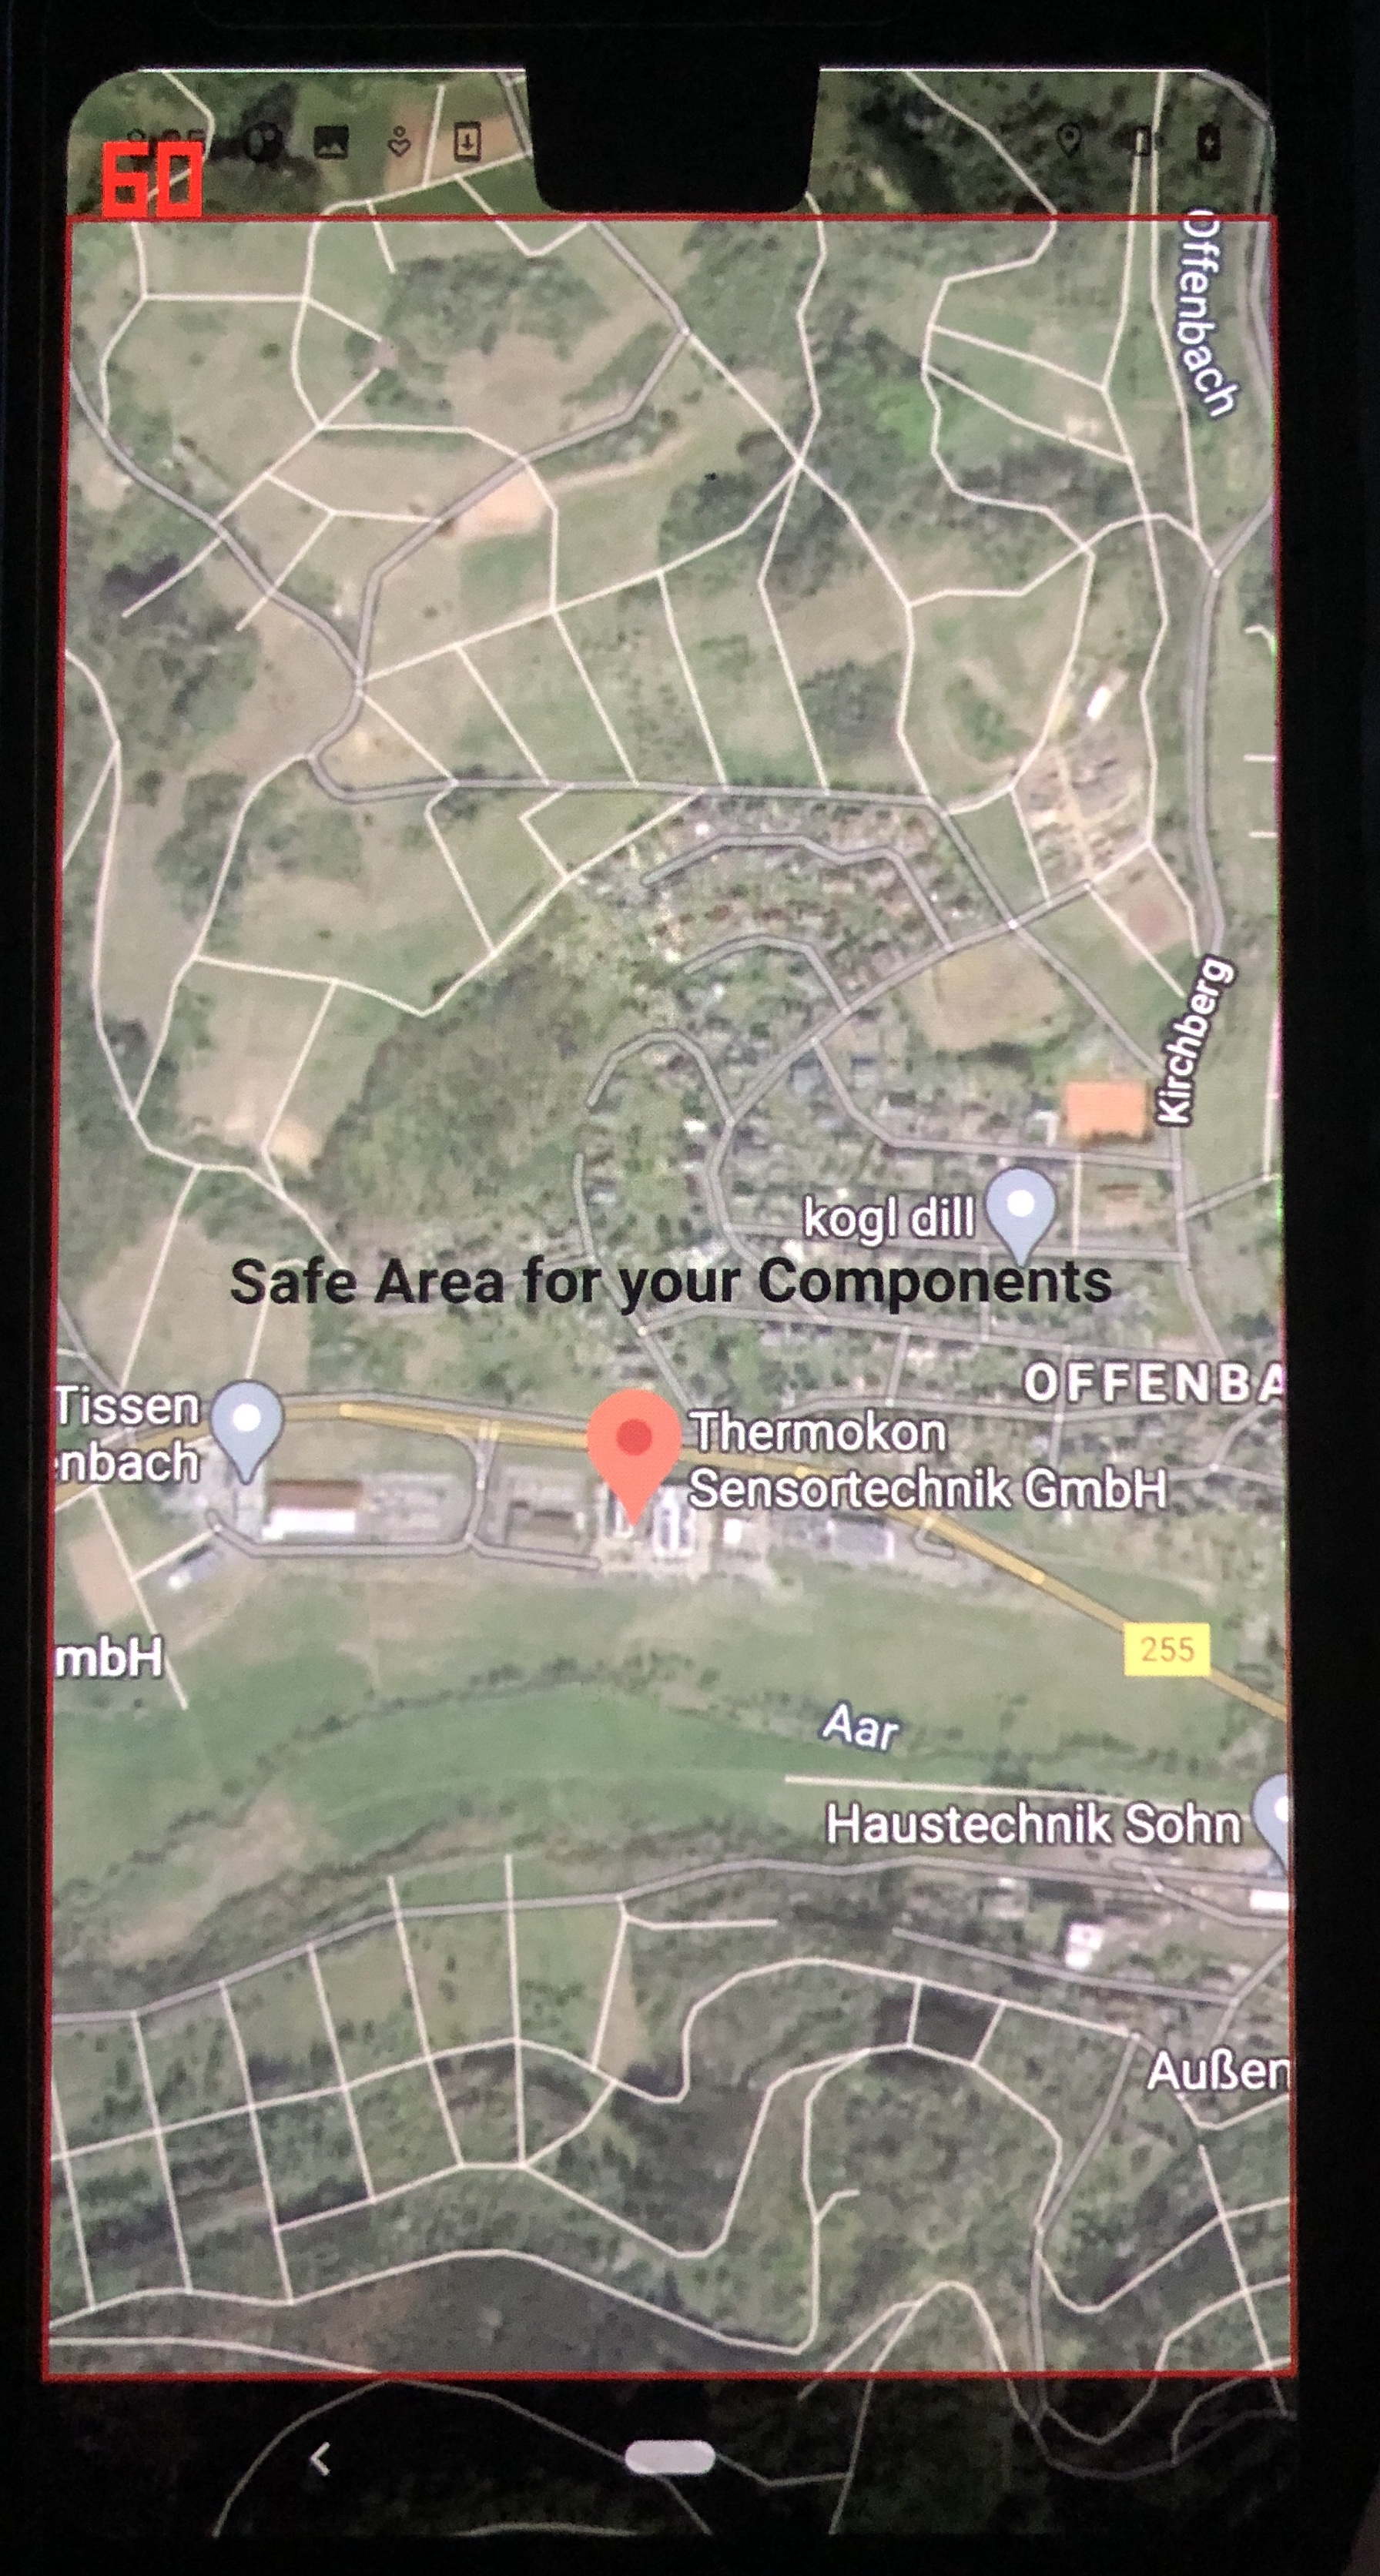 60
Offenbach
Kirchberg
kogl dill
Safe Area for your Components
OFFENBA
Tissen
nbach
Thermokon
Sensortechnik GmbH
mbH
255
Aar
Haustechnik Sohn
Außen